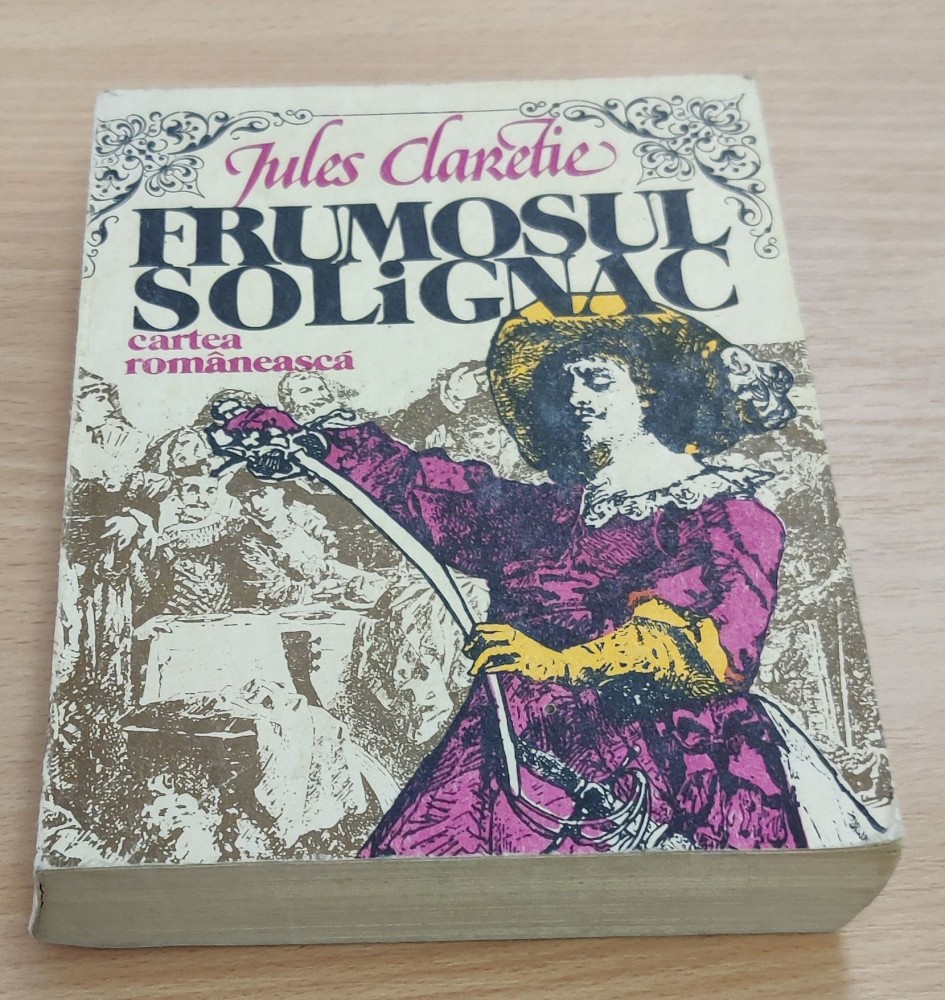 Jules Claretie
FRUMOSUL
SOLiGNAC
cartea
românească